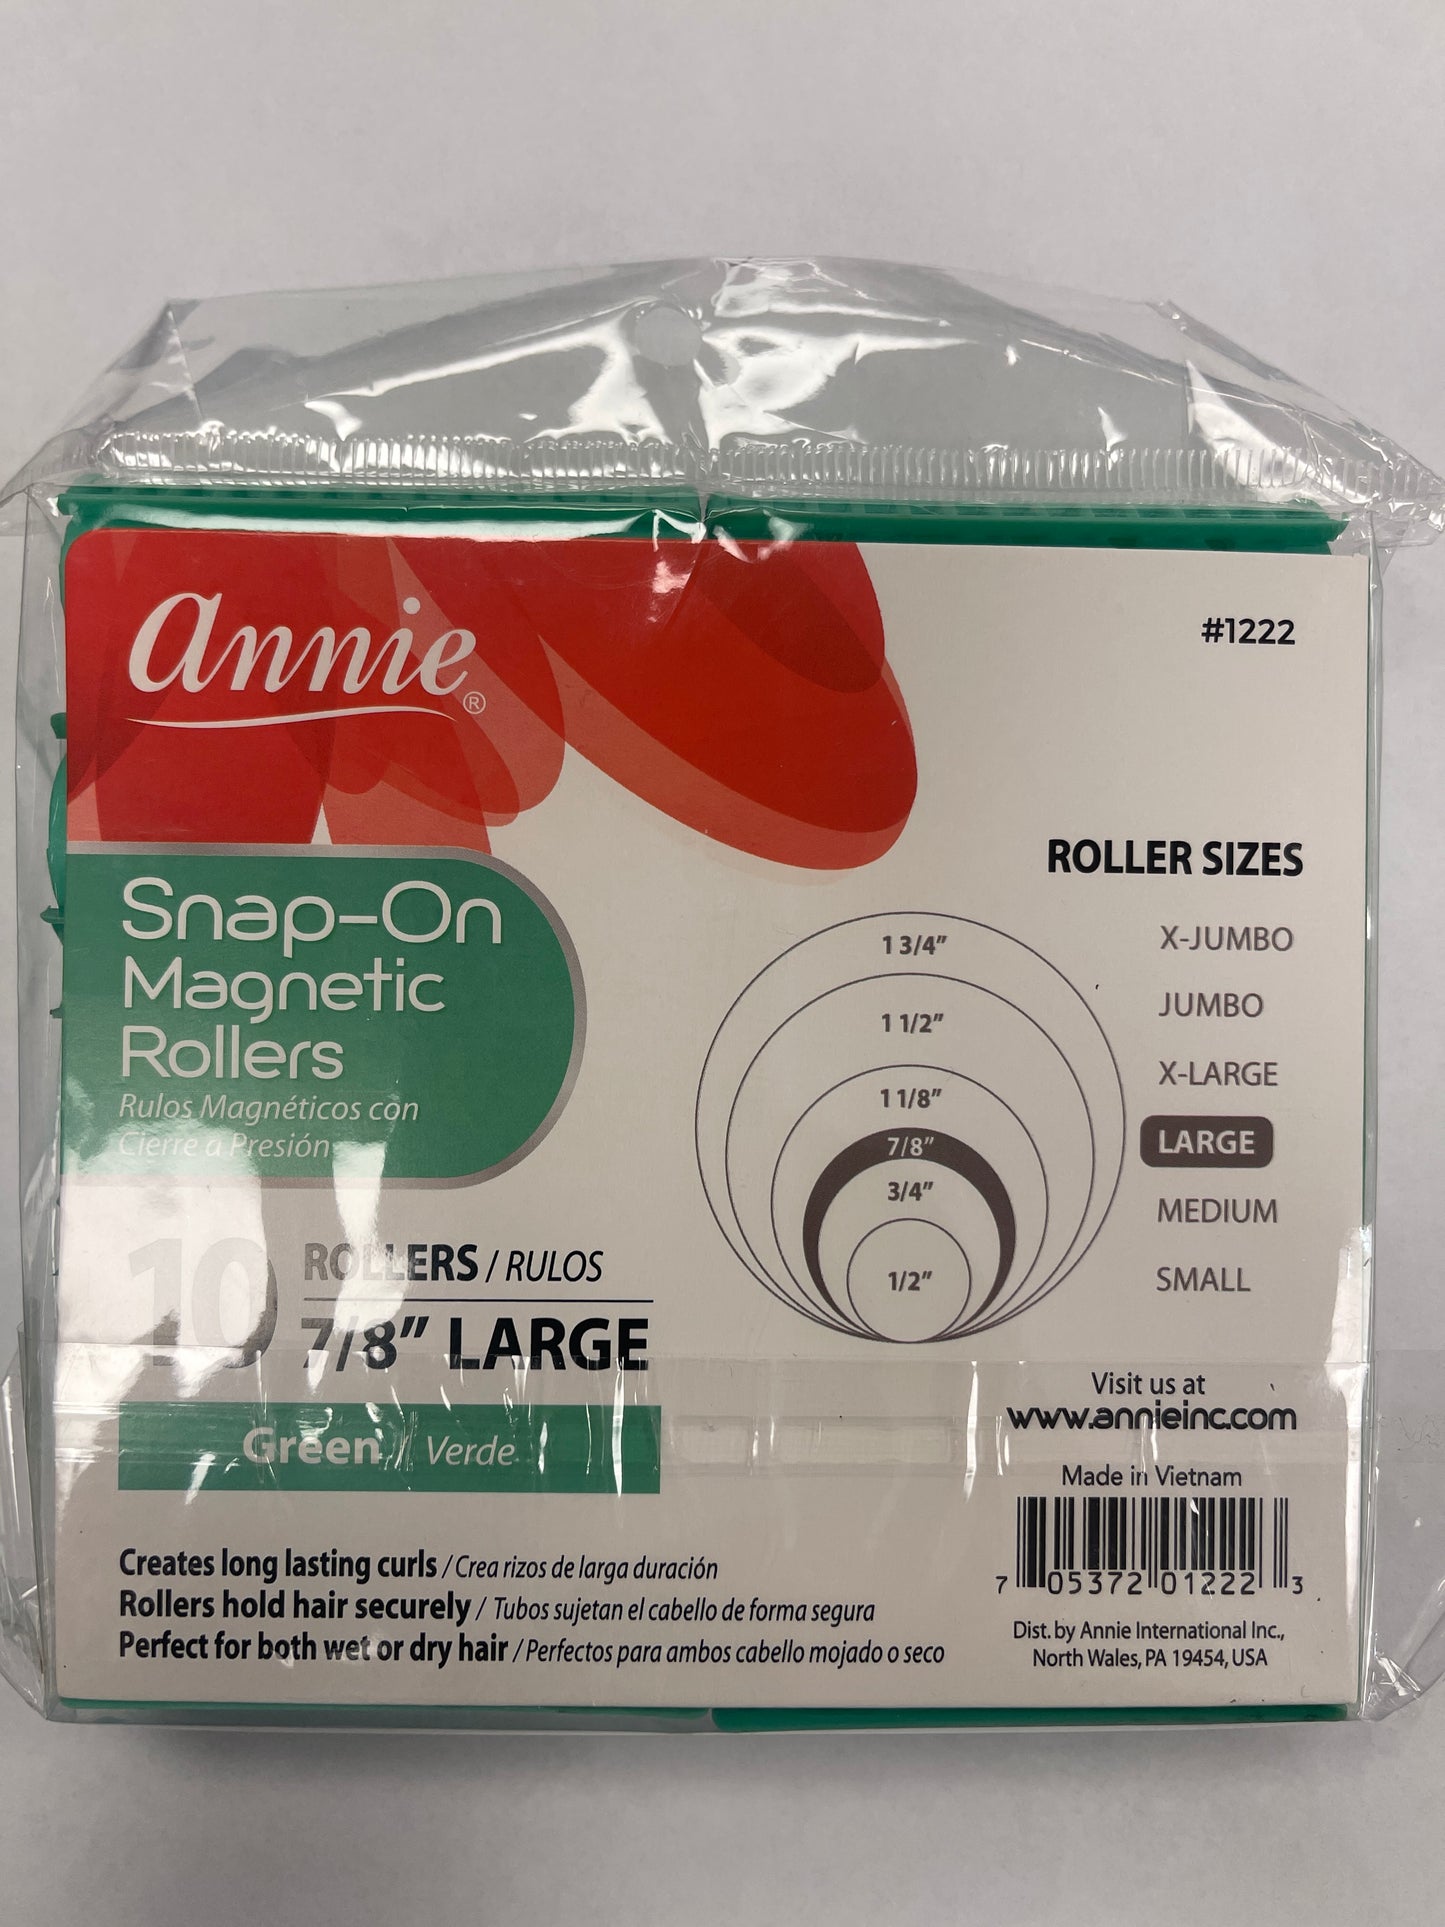 annie®
#1222
Snap-On
Magnetic
Rollers
Rulos Magnéticos con
Cierre a Presión
10
ROLLERS / RULOS
7/8” LARGE
Green / Verde
Creates long lasting curls / Crea rizos de larga duración
Rollers hold hair securely / Tubos sujetan el cabello de forma segura
Perfect for both wet or dry hair / Perfectos para ambos cabello mojado o seco
ROLLER SIZES
1 3/4” X-JUMBO
1 1/2” JUMBO
1 1/8” X-LARGE
7/8” LARGE
3/4” MEDIUM
1/2” SMALL
Visit us at
www.annieinc.com
Made in Vietnam
7 05372 01222 3
Dist. by Annie International Inc.,
North Wales, PA 19454, USA